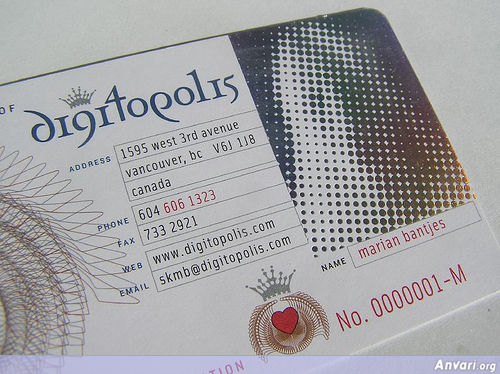 OF
digitopolis
ADDRESS 1595 west 3rd avenue
vancouver, bc V6J 1J8
canada
PHONE 604 606 1323
FAX 733 2921
WEB www.digitopolis.com
EMAIL skmb@digitopolis.com
NAME marian bantjes
No. 0000001-M
TION
Anvari.org